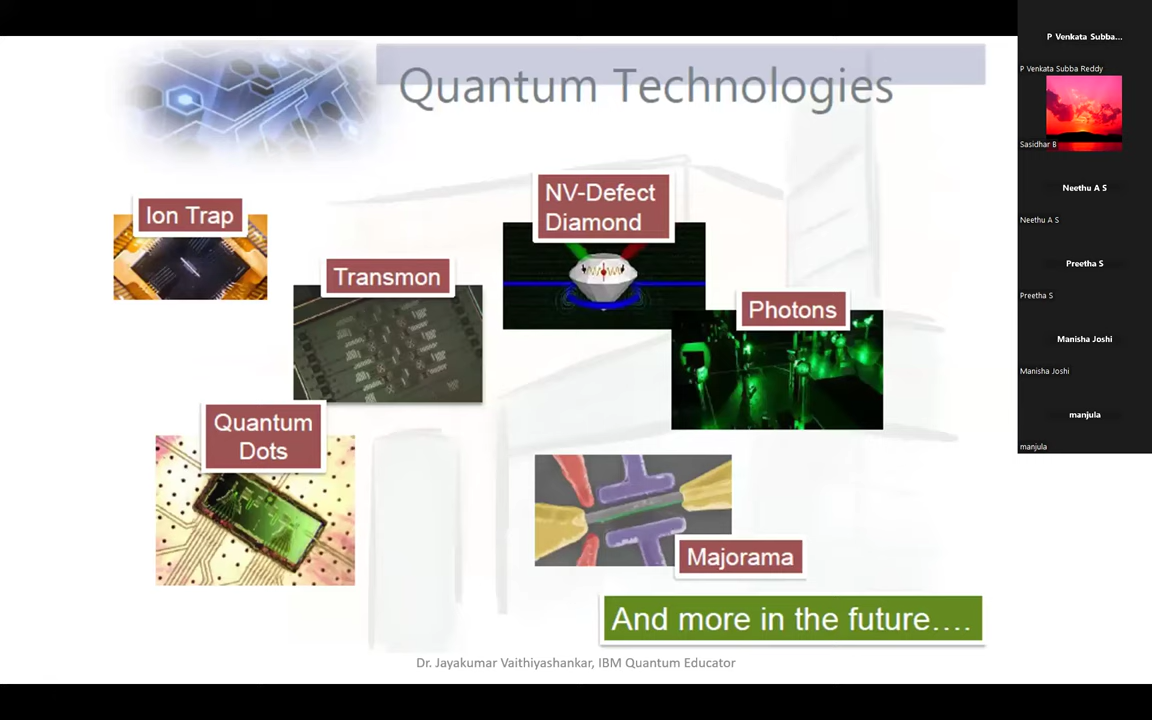 Quantum Technologies
Ion Trap
Transmon
NV-Defect
Diamond
Photons
Quantum
Dots
Majorama
And more in the future....
Dr. Jayakumar Vaithiyashankar, IBM Quantum Educator
P Venkata Subba...
P Venkata Subba Reddy
Sasidhar B
Neethu A S
Neethu A S
Preetha S
Preetha S
Manisha Joshi
Manisha Joshi
manjula
manjula